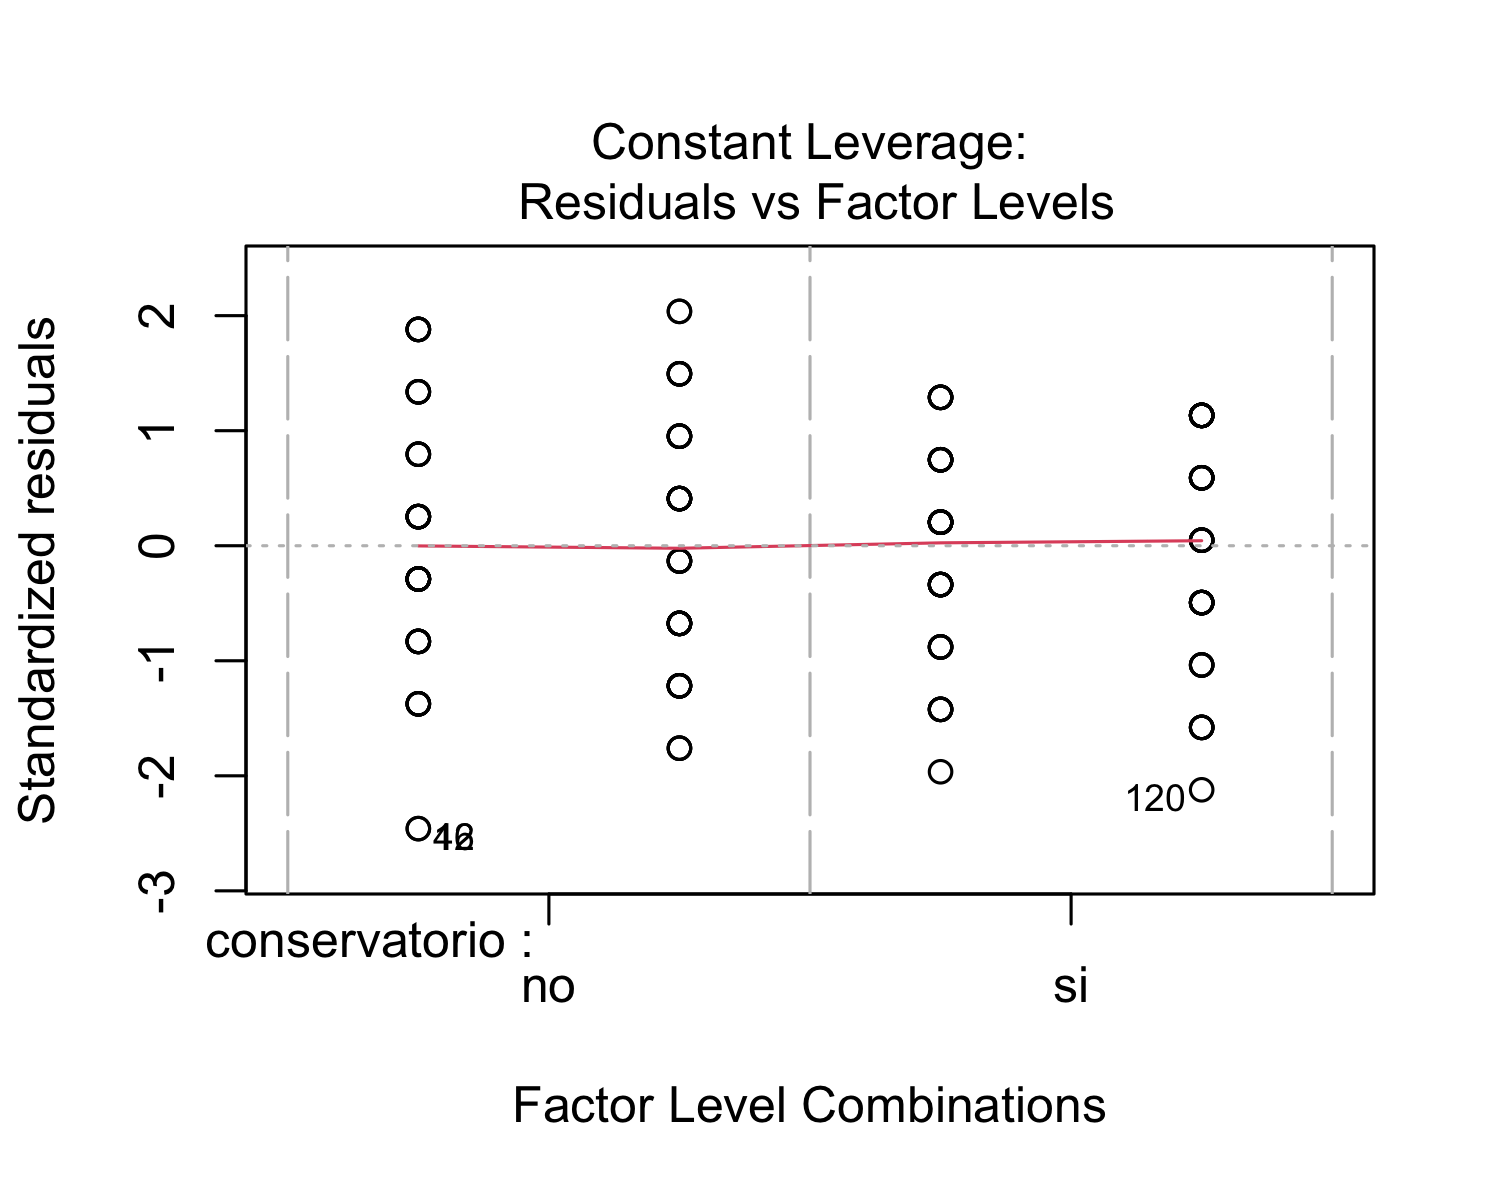 Constant Leverage:
Residuals vs Factor Levels
Standardized residuals
2
1
0
-1
-2
-3
120
conservatorio :
no
si
Factor Level Combinations